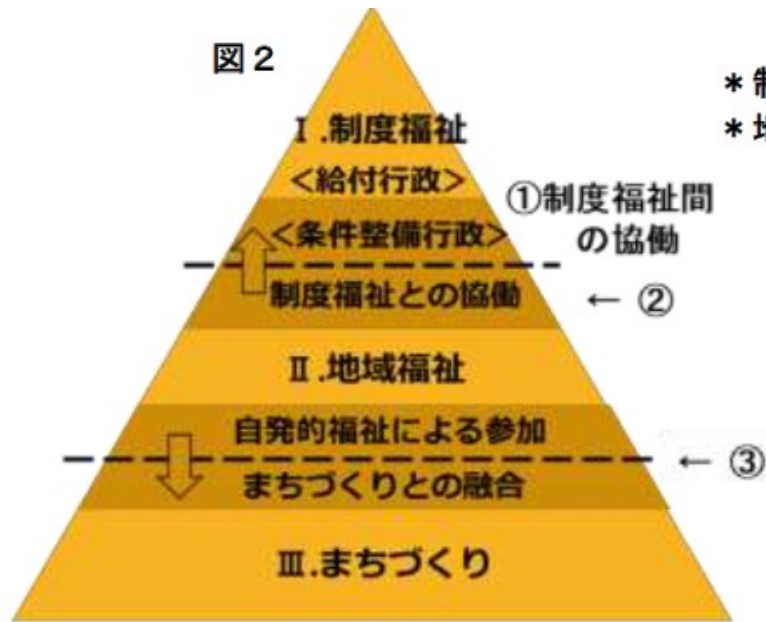 図2
*制
*地
Ⅰ.制度福祉
<給付行政>
①制度福祉間
の協働
<条件整備行政>
制度福祉との協働
← ②
Ⅱ.地域福祉
自発的福祉による参加
← ③
まちづくりとの融合
Ⅲ.まちづくり